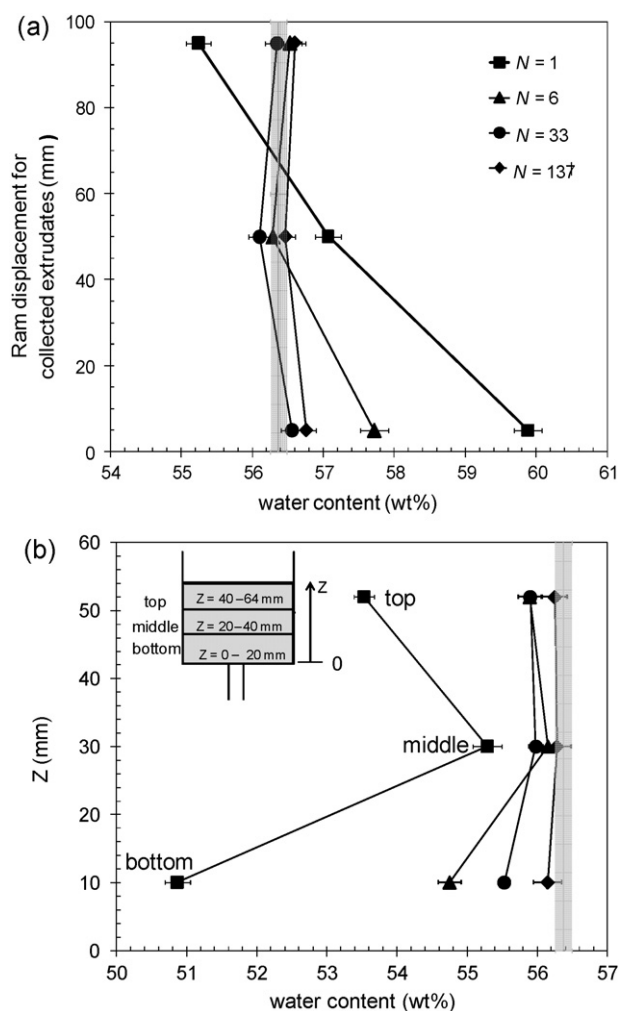 (a)
100
80
60
40
20
0
Ram displacement for
collected extrudates (mm)
N = 1
N = 6
N = 33
N = 137
54 55 56 57 58 59 60 61
water content (wt%)
(b)
60
50
40
30
20
10
0
Z (mm)
top Z = 40 – 64 mm
middle Z = 20 – 40 mm
bottom Z = 0 – 20 mm
z
0
top
middle
bottom
50 51 52 53 54 55 56 57
water content (wt%)